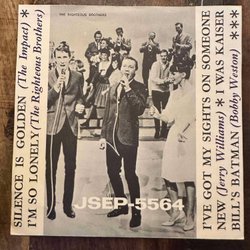 THE RIGHTEOUS BROTHERS
SILENCE IS GOLDEN (The Impact) *
I'M SO LONELY (The Righteous Brothers)
JSEP-5564
I'VE GOT MY SIGHTS ON SOMEONE
NEW (Jerry Williams) * I WAS KAISER
BILL'S BATMAN (Bobby Weston) ***